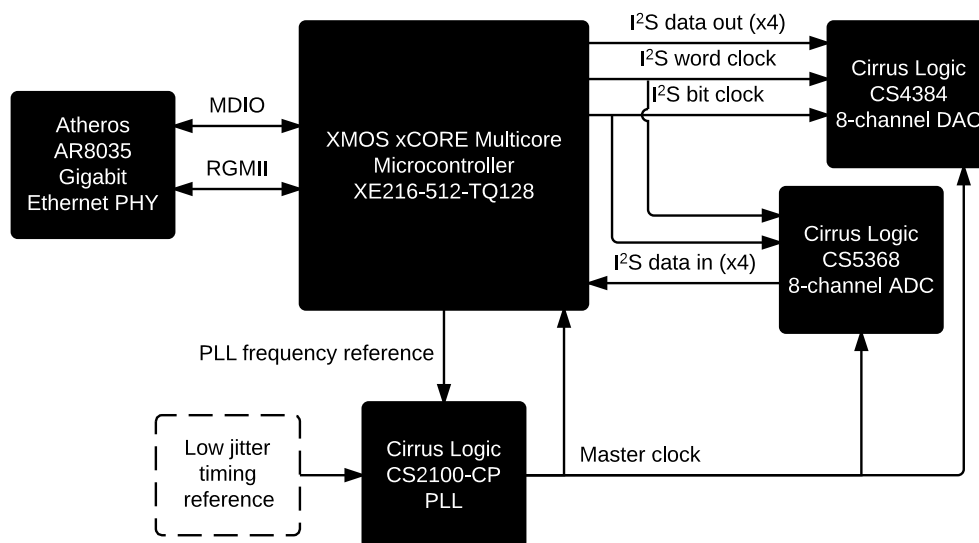 I²S data out (x4)
I²S word clock
I²S bit clock
Cirrus Logic
CS4384
8-channel DAC
Atheros
AR8035
Gigabit
Ethernet PHY
MDIO
RGMII
XMOS xCORE Multicore
Microcontroller
XE216-512-TQ128
Cirrus Logic
CS5368
8-channel ADC
I²S data in (x4)
PLL frequency reference
Low jitter
timing
reference
Cirrus Logic
CS2100-CP
PLL
Master clock